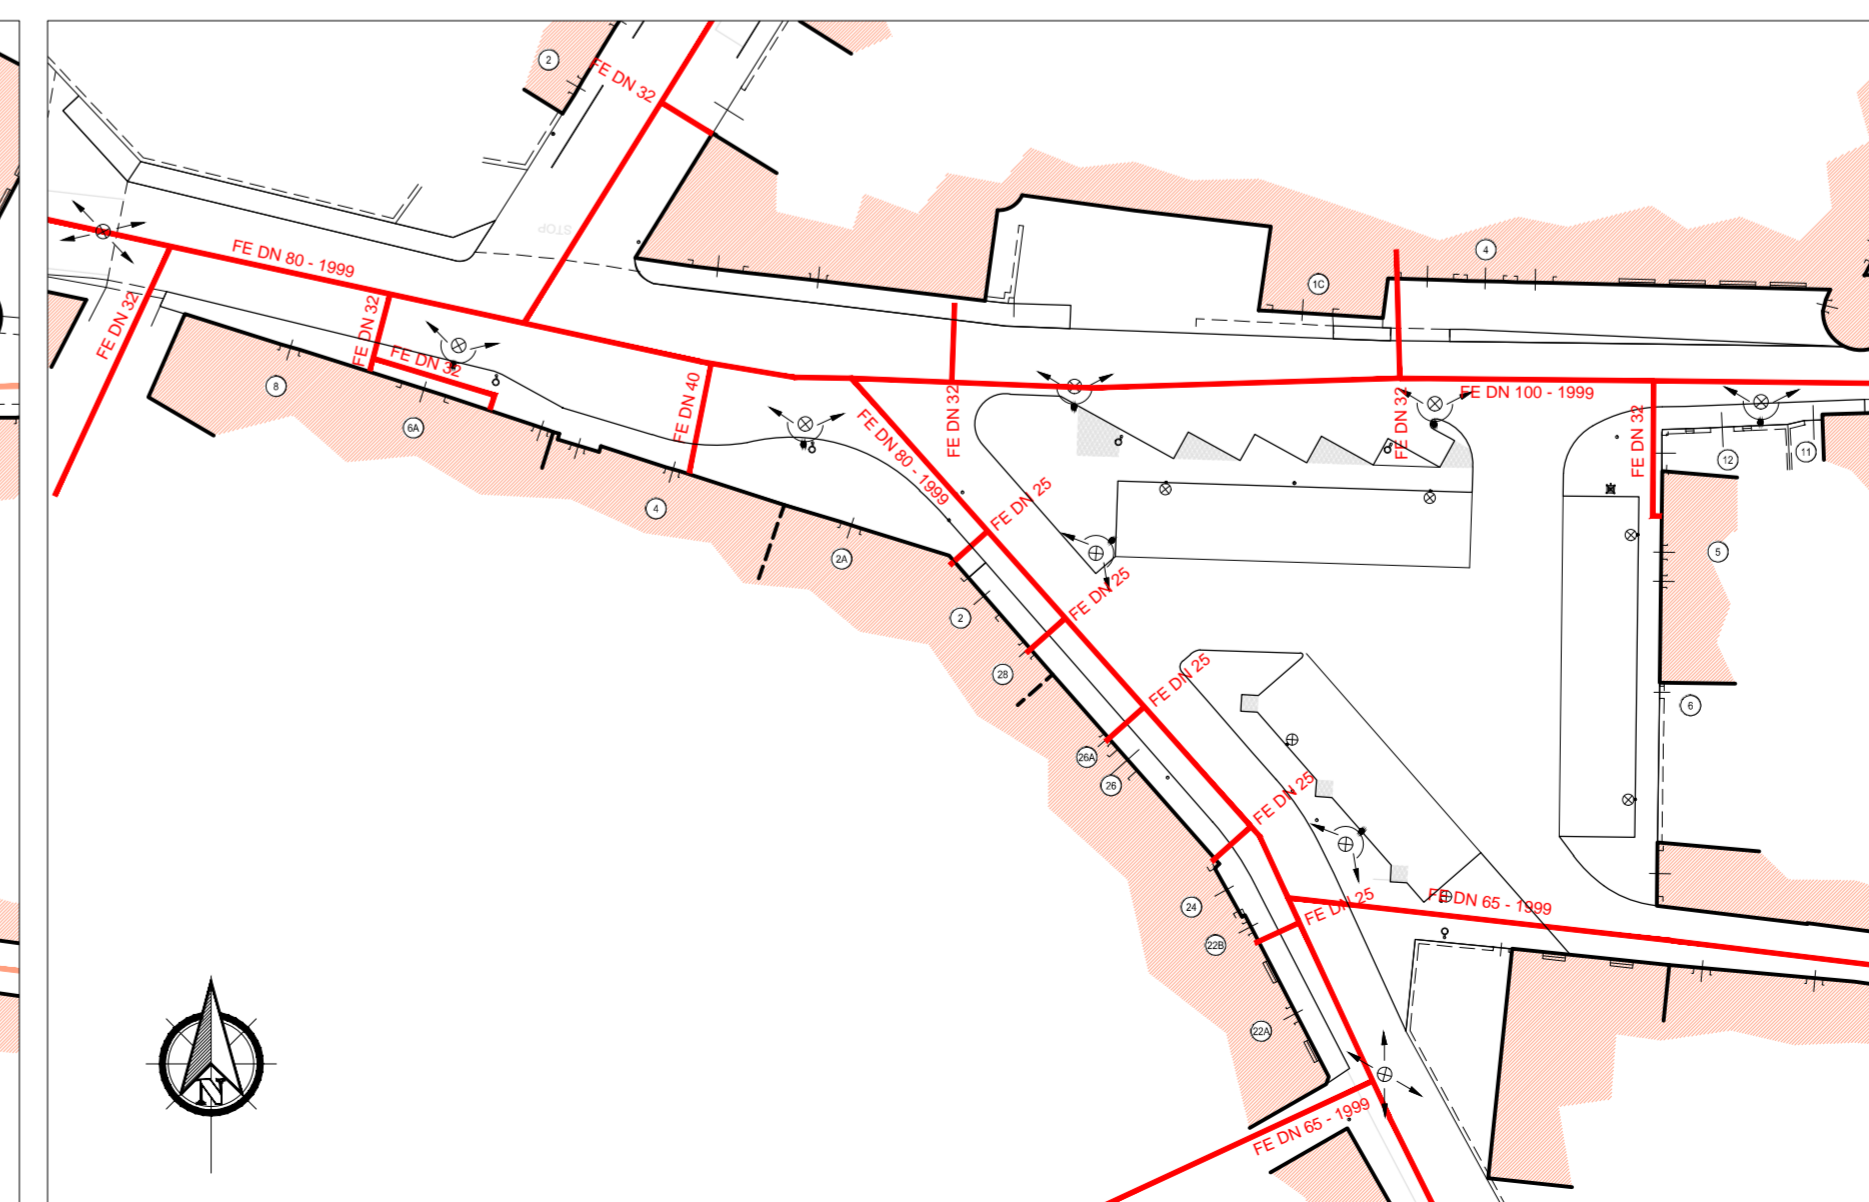 2
FE DN 32
STOP
FE DN 80 - 1999
4
1C
FE DN 32
FE DN 32
FE DN 32
8
6A
FE DN 40
FE DN 80 - 1999
FE DN 32
FE DN 32
FE DN 100 - 1999
FE DN 32
12
11
4
2A
FE DN 25
5
2
FE DN 25
28
FE DN 25
6
26A
26
FE DN 25
24
FE DN 25
FE DN 65 - 1999
22B
22A
N
FE DN 65 - 1999